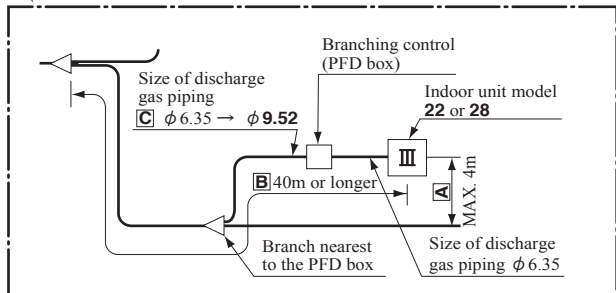 Branching control
(PFD box)
Size of discharge
gas piping
C φ6.35 → φ9.52
Indoor unit model
22 or 28
III
B 40m or longer
A
MAX. 4m
Branch nearest
to the PFD box
Size of discharge
gas piping φ6.35